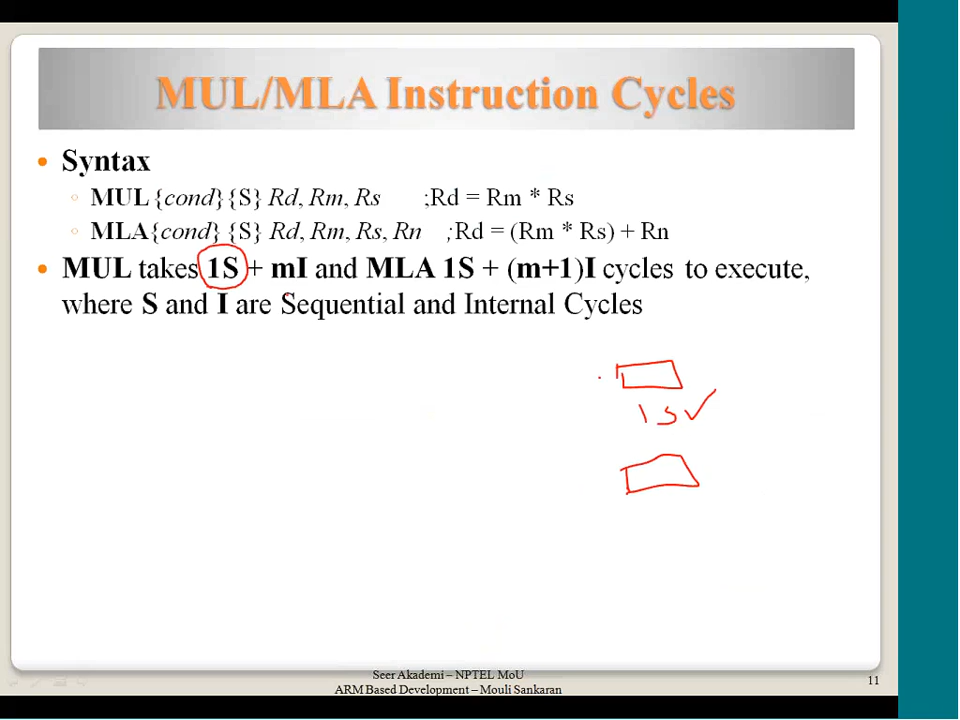 MUL/MLA Instruction Cycles
• Syntax
◦ MUL{cond}{S} Rd, Rm, Rs ;Rd = Rm * Rs
◦ MLA{cond} {S} Rd, Rm, Rs, Rn ;Rd = (Rm * Rs) + Rn
• MUL takes 1S + mI and MLA 1S + (m+1)I cycles to execute,
where S and I are Sequential and Internal Cycles
1S✓
Seer Akademi – NPTEL MoU
ARM Based Development – Mouli Sankaran
11